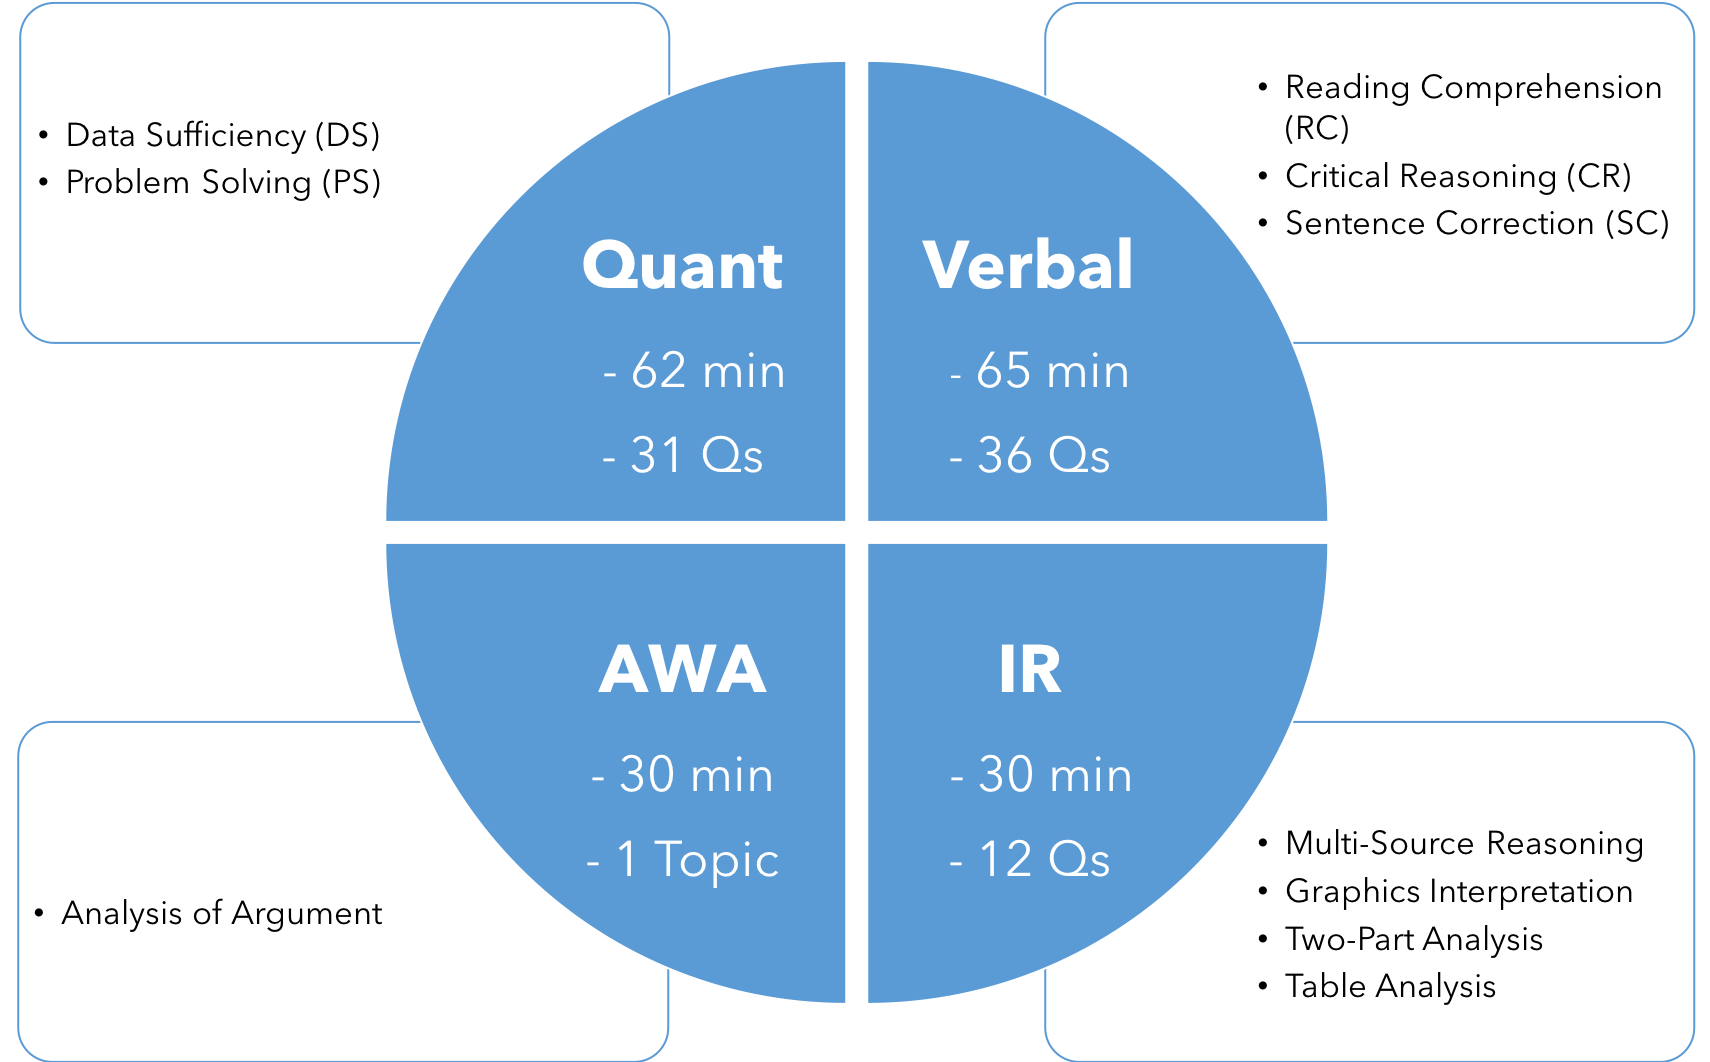 • Data Sufficiency (DS)
• Problem Solving (PS)
Quant
- 62 min
- 31 Qs
• Reading Comprehension
(RC)
• Critical Reasoning (CR)
• Sentence Correction (SC)
Verbal
- 65 min
- 36 Qs
AWA
- 30 min
- 1 Topic
• Analysis of Argument
IR
- 30 min
- 12 Qs
• Multi-Source Reasoning
• Graphics Interpretation
• Two-Part Analysis
• Table Analysis